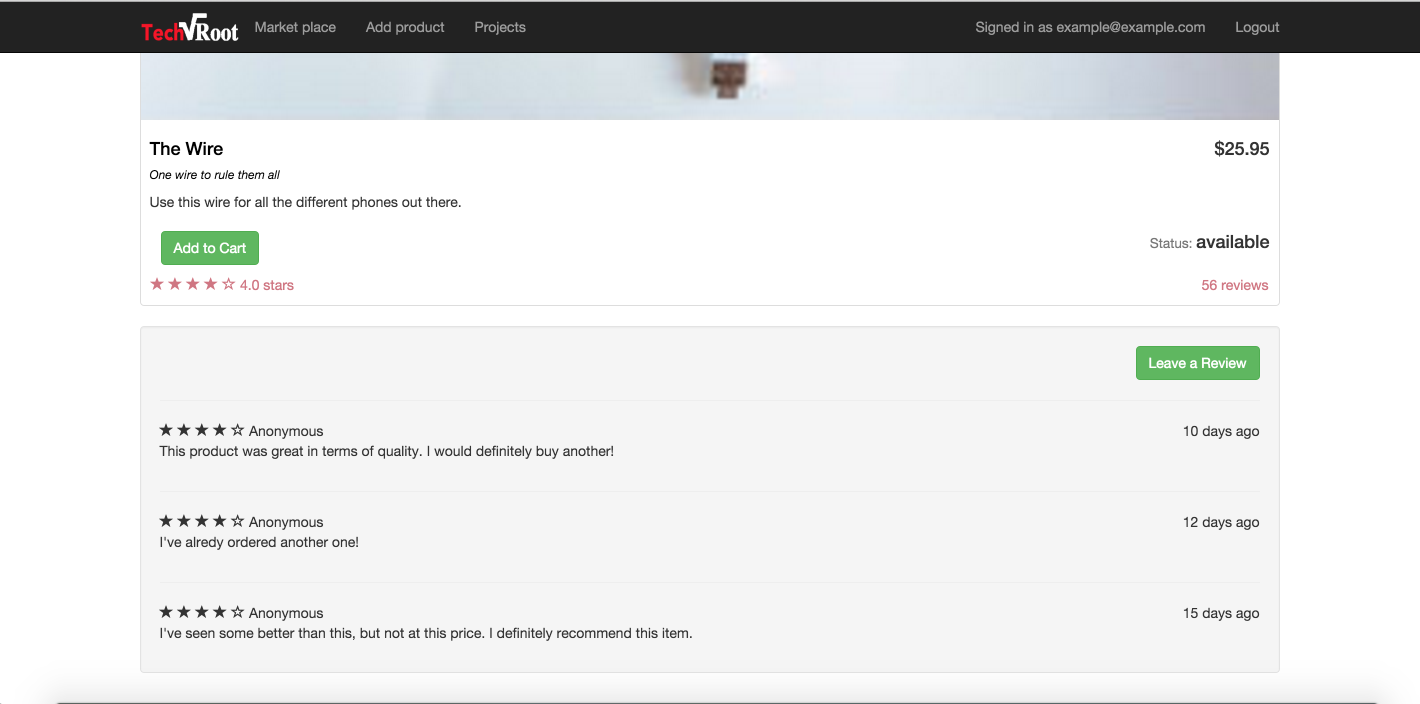 Tech Root Market place Add product Projects Signed in as example@example.com Logout
The Wire $25.95
One wire to rule them all
Use this wire for all the different phones out there.
Add to Cart Status: available
★ ★ ★ ★ ☆ 4.0 stars 56 reviews
Leave a Review
★ ★ ★ ★ ☆ Anonymous 10 days ago
This product was great in terms of quality. I would definitely buy another!
★ ★ ★ ★ ☆ Anonymous 12 days ago
I've alredy ordered another one!
★ ★ ★ ★ ☆ Anonymous 15 days ago
I've seen some better than this, but not at this price. I definitely recommend this item.